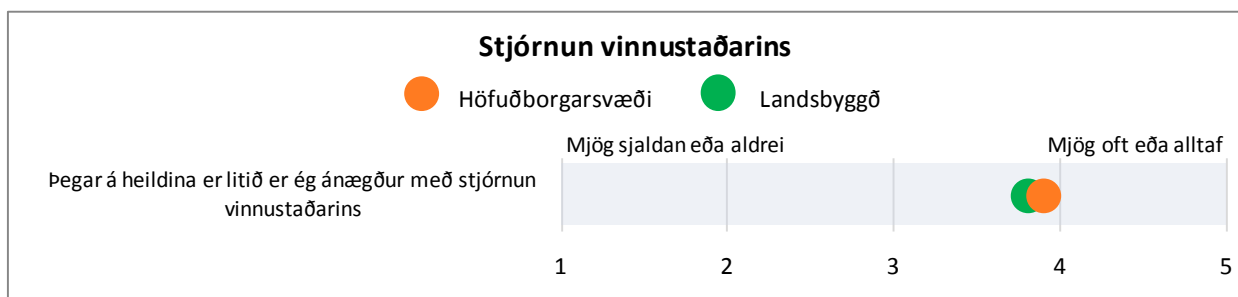 Stjórnun vinnustaðarins
Höfuðborgarsvæði Landsbyggð
Mjög sjaldan eða aldrei Mjög oft eða alltaf
Þegar á heildina er litið er ég ánægður með stjórnun
vinnustaðarins
1 2 3 4 5